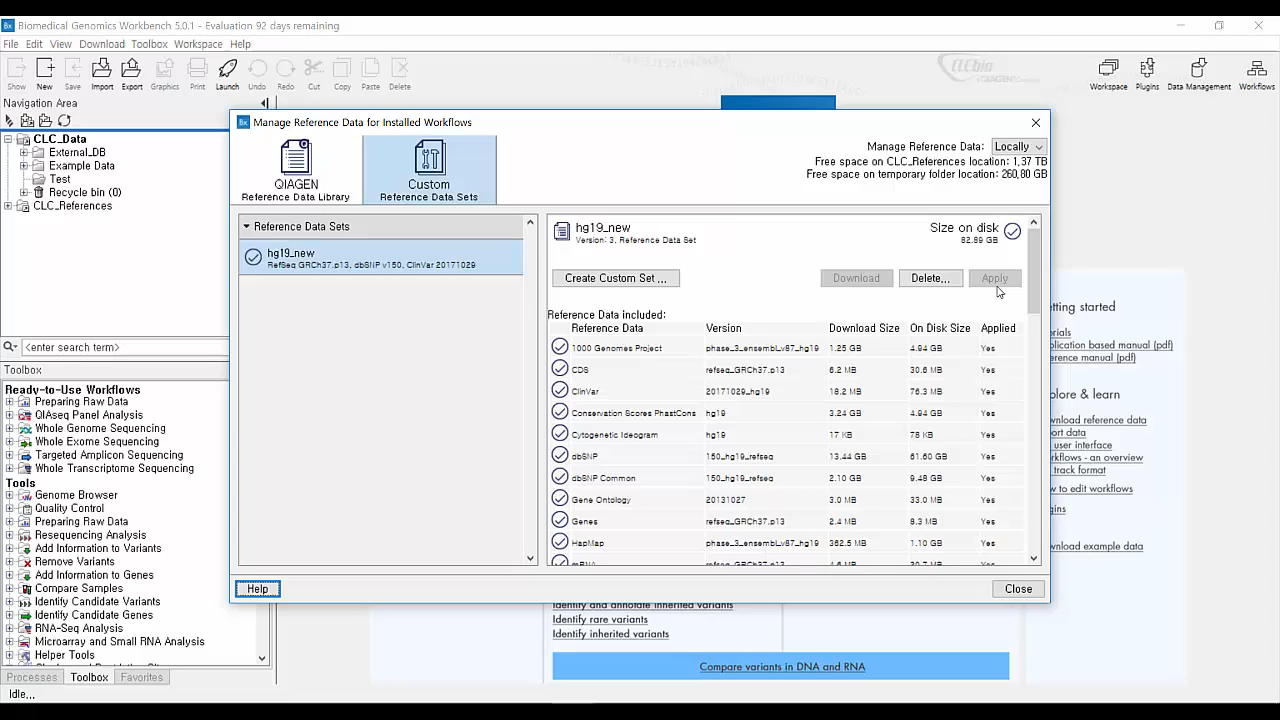 Biomedical Genomics Workbench 5.0.1 - Evaluation 92 days remaining
File Edit View Download Toolbox Workspace Help
Show New Save Import Export Graphics Print Launch Undo Redo Cut Copy Paste Delete
Workspace Plugins Data Management Workflows
Navigation Area
CLC_Data
External_DB
Example Data
Test
Recycle bin (0)
CLC_References
<enter search term>
Toolbox
Ready-to-Use Workflows
Preparing Raw Data
QIAseq Panel Analysis
Whole Genome Sequencing
Whole Exome Sequencing
Targeted Amplicon Sequencing
Whole Transcriptome Sequencing
Tools
Genome Browser
Quality Control
Preparing Raw Data
Resequencing Analysis
Add Information to Variants
Remove Variants
Add Information to Genes
Compare Samples
Identify Candidate Variants
Identify Candidate Genes
RNA-Seq Analysis
Microarray and Small RNA Analysis
Helper Tools
Processes Toolbox Favorites
Idle...
Manage Reference Data for Installed Workflows
QIAGEN
Reference Data Library
Custom
Reference Data Sets
Manage Reference Data: Locally
Free space on CLC_References location: 1,37 TB
Free space on temporary folder location: 260,80 GB
Reference Data Sets
hg19_new
RefSeq GRCh37.p13, dbSNP v150, ClinVar 20171029
hg19_new
Version: 3, Reference Data Set
Size on disk
82.89 GB
Create Custom Set ... Download Delete... Apply
Reference Data included:
Reference Data Version Download Size On Disk Size Applied
1000 Genomes Project phase_3_ensembl_v87_hg19 1.25 GB 4.94 GB Yes
CDS refseq_GRCh37.p13 6.2 MB 30.6 MB Yes
ClinVar 20171029_hg19 18.2 MB 76.3 MB Yes
Conservation Scores PhastCons hg19 3.24 GB 4.94 GB Yes
Cytogenetic Ideogram hg19 17 KB 78 KB Yes
dbSNP 150_hg19_refseq 13.44 GB 61.60 GB Yes
dbSNP Common 150_hg19_refseq 2.10 GB 9.48 GB Yes
Gene Ontology 20131027 3.0 MB 33.0 MB Yes
Genes refseq_GRCh37.p13 2.4 MB 8.3 MB Yes
HapMap phase_3_ensembl_v87_hg19 362.5 MB 1.10 GB Yes
Help Close
etting started
orials
plication based manual (pdf)
erence manual (pdf)
plore & learn
wnload reference data
port data
user interface
rkflows - an overview
track format
w to edit workflows
gins
wnload example data
Identify and annotate inherited variants
Identify rare variants
Identify inherited variants
Compare variants in DNA and RNA